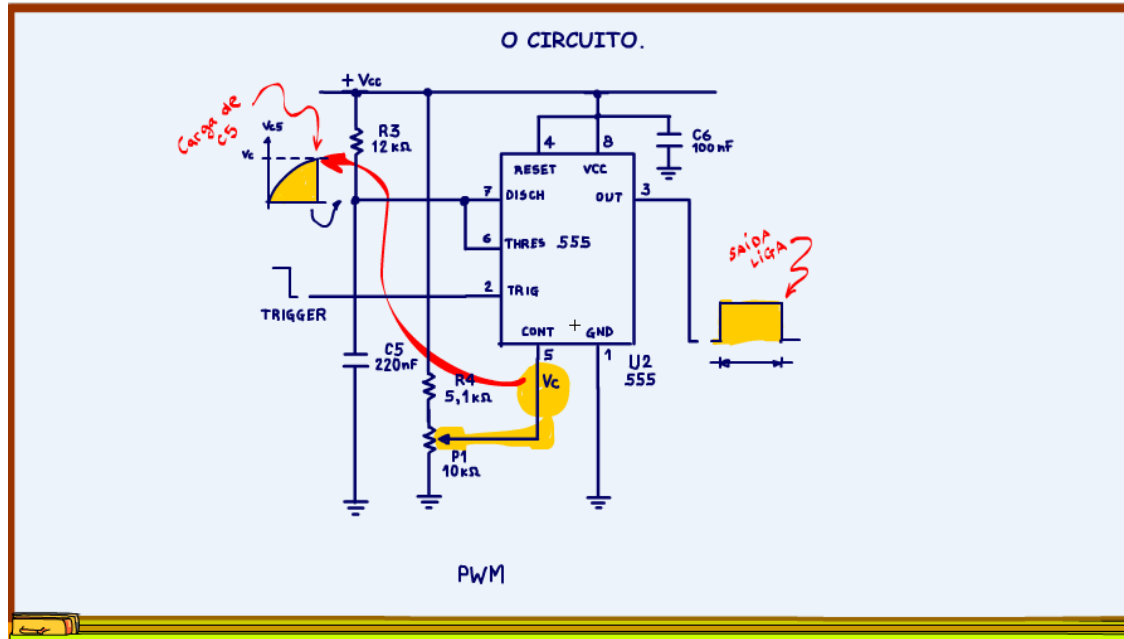 O CIRCUITO.
+Vcc
Carga de
C5
Vc5
Vc
R3
12kΩ
C6
100nF
4
8
RESET
VCC
7
DISCH
OUT
3
6
THRES
555
2
TRIG
TRIGGER
CONT
GND
5
1
SAÍDA
LIGA
C5
220nF
R4
5,1kΩ
Vc
U2
555
P1
10kΩ
PWM